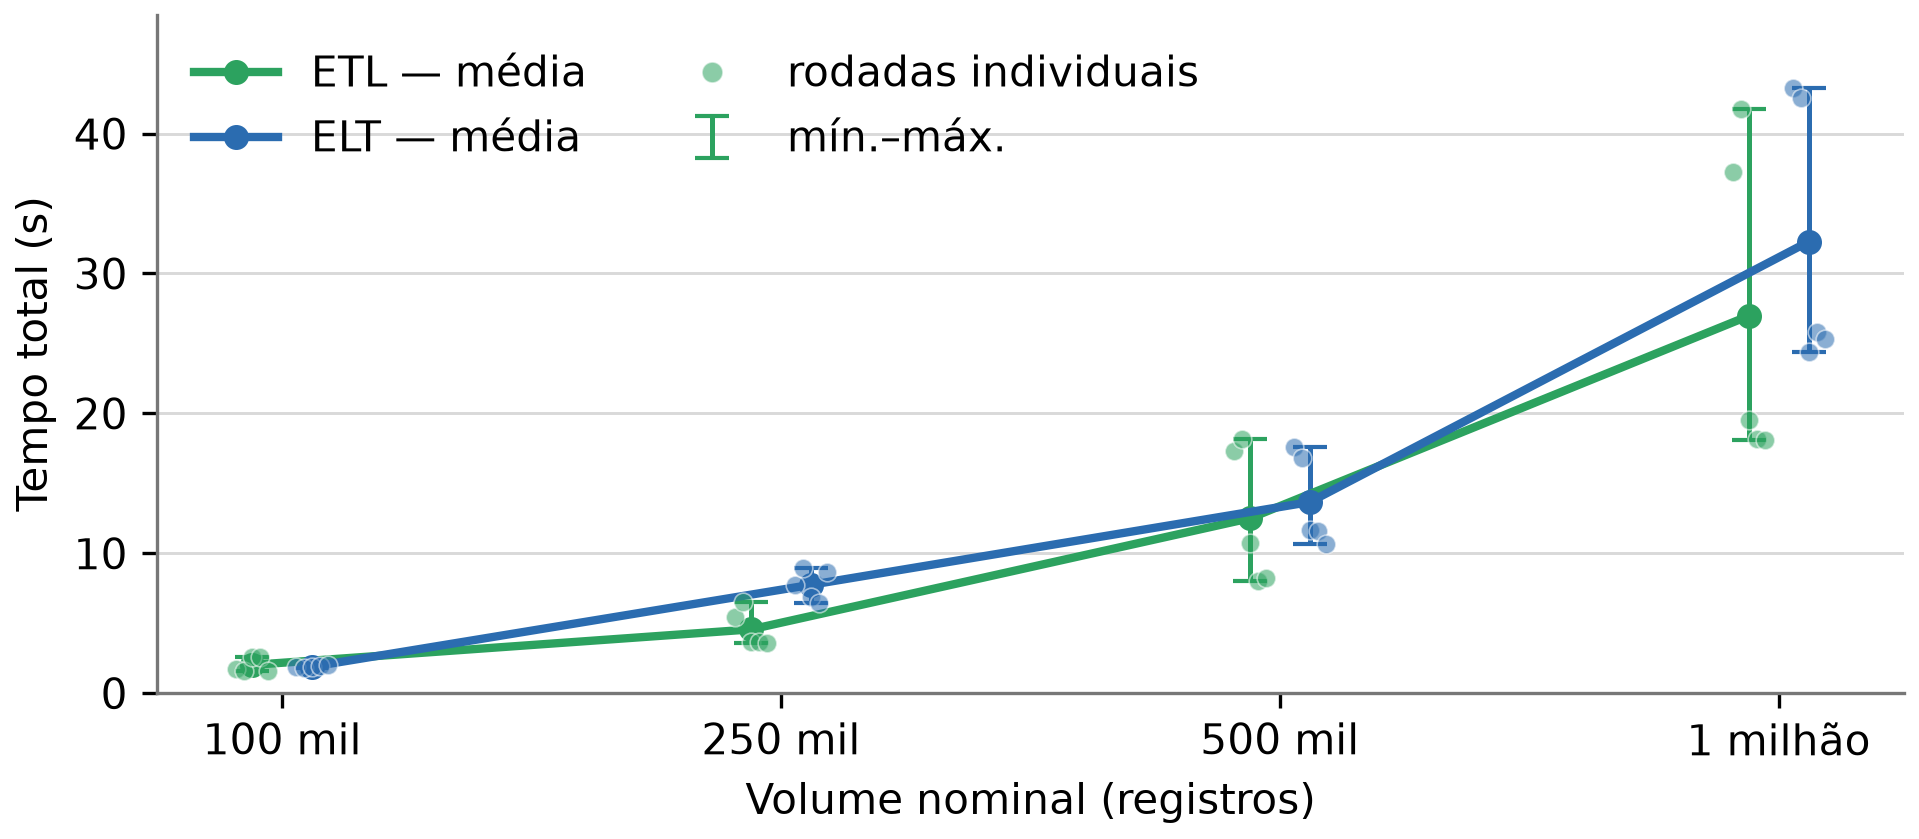 ETL — média
ELT — média
rodadas individuais
mín.–máx.
Tempo total (s)
40
30
20
10
0
100 mil
250 mil
500 mil
1 milhão
Volume nominal (registros)